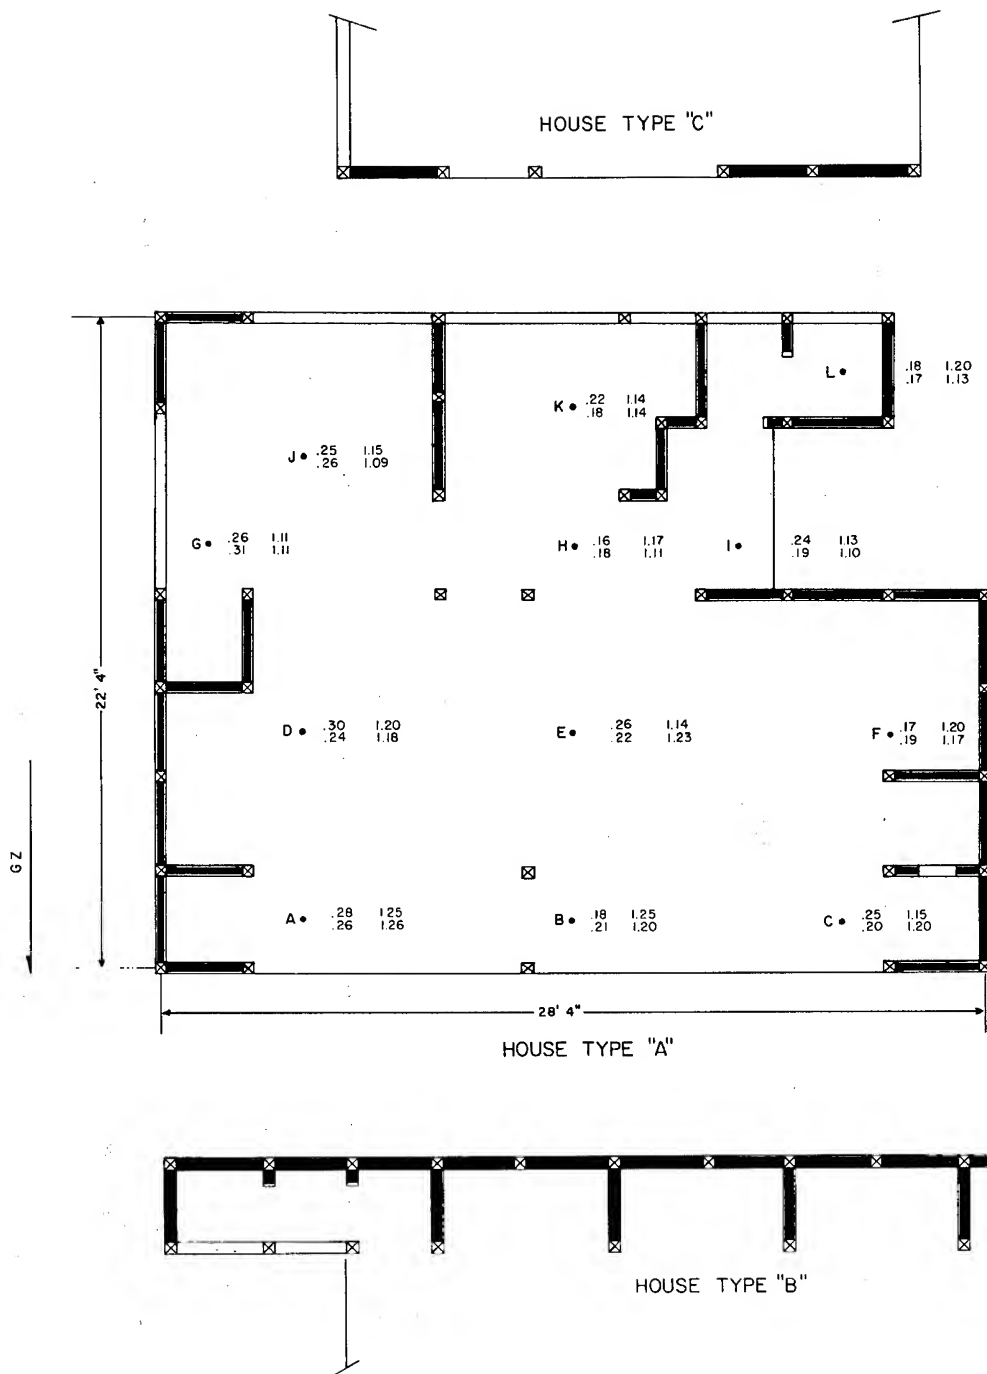 HOUSE TYPE "C"
L .18 1.20
.17 1.13
K .22 1.14
.18 1.14
J .25 1.15
.26 1.09
G .26 1.11
.31 1.11
H .16 1.17
.18 1.11
I .24 1.13
.19 1.10
22' 4"
D .30 1.20
.24 1.18
E .26 1.14
.22 1.23
F .17 1.20
.19 1.17
GZ
A .28 1.25
.26 1.26
B .18 1.25
.21 1.20
C .25 1.15
.20 1.20
28' 4"
HOUSE TYPE "A"
HOUSE TYPE "B"